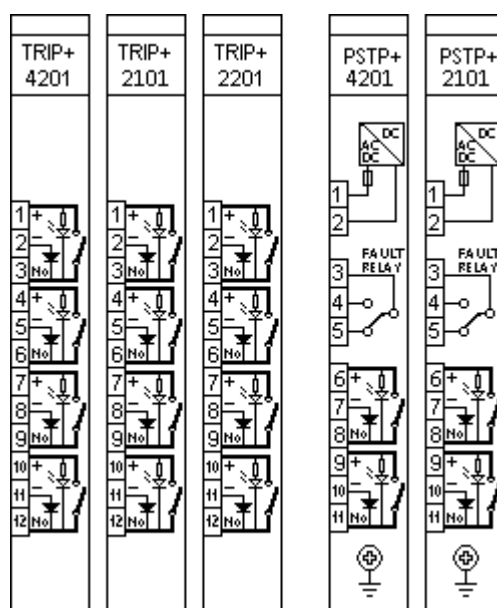 TRIP+
4201
1 +
2 -
3 No
4 +
5 -
6 No
7 +
8 -
9 No
10 +
11 -
12 No
TRIP+
2101
1 +
2 -
3 No
4 +
5 -
6 No
7 +
8 -
9 No
10 +
11 -
12 No
TRIP+
2201
1 +
2 -
3 No
4 +
5 -
6 No
7 +
8 -
9 No
10 +
11 -
12 No
PSTP+
4201
DC
AC
DC
1
2
FAULT
RELAY
3
4
5
6 +
7 -
8 No
9 +
10 -
11 No
PSTP+
2101
DC
AC
DC
1
2
FAULT
RELAY
3
4
5
6 +
7 -
8 No
9 +
10 -
11 No